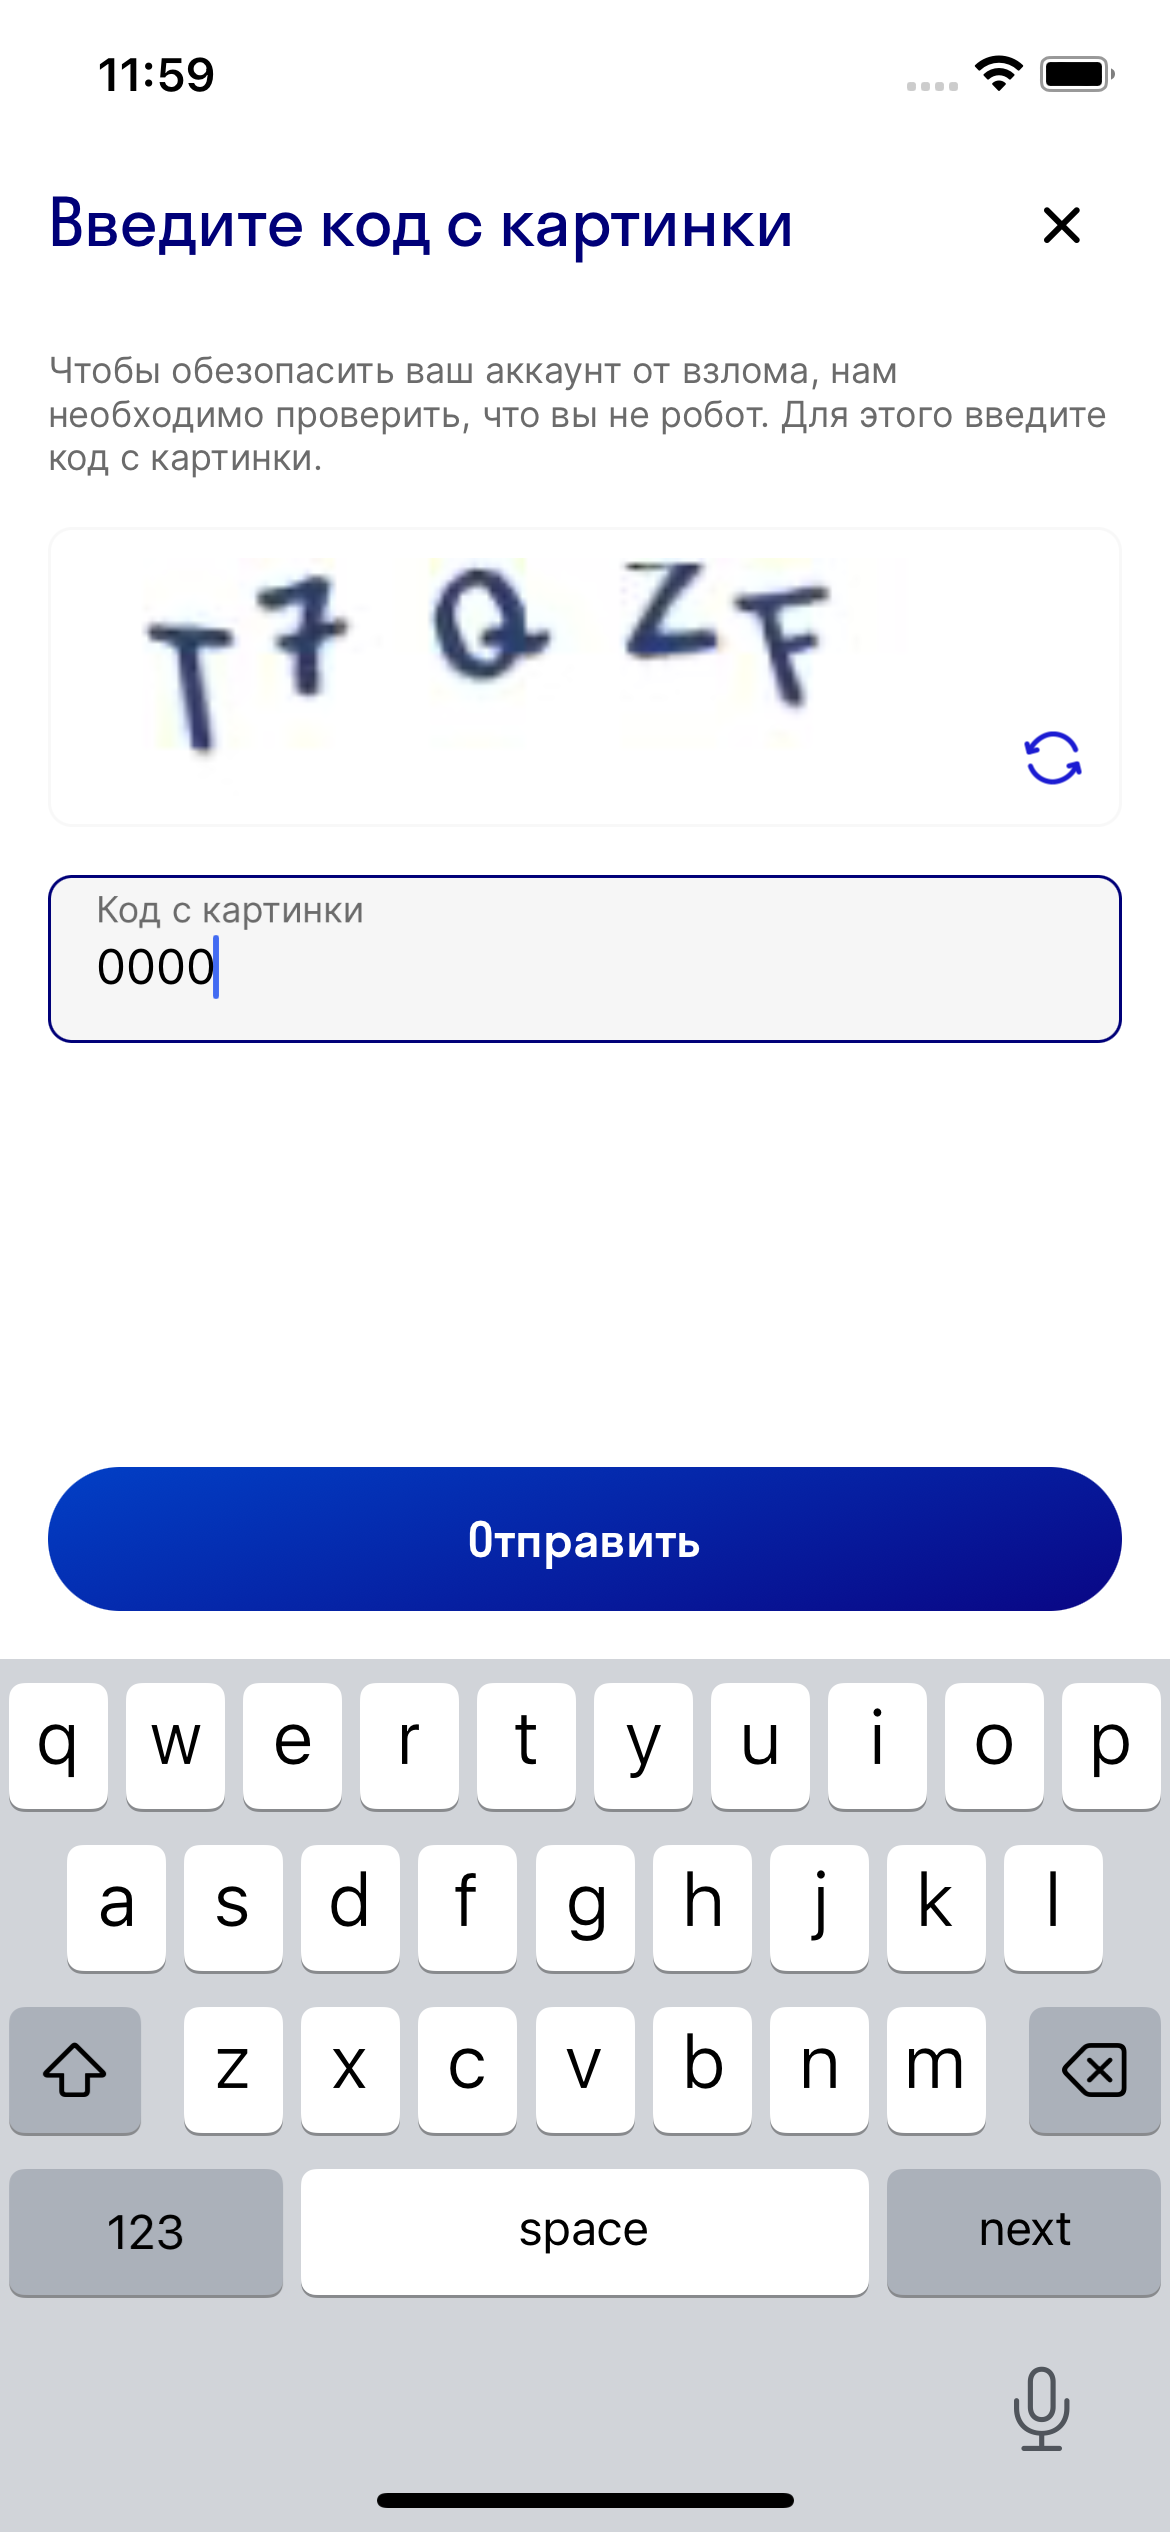 11:59
Введите код с картинки
Чтобы обезопасить ваш аккаунт от взлома, нам
необходимо проверить, что вы не робот. Для этого введите
код с картинки.
T7QZF
Код с картинки
0000
Отправить
q w e r t y u i o p
a s d f g h j k l
z x c v b n m
123 space next